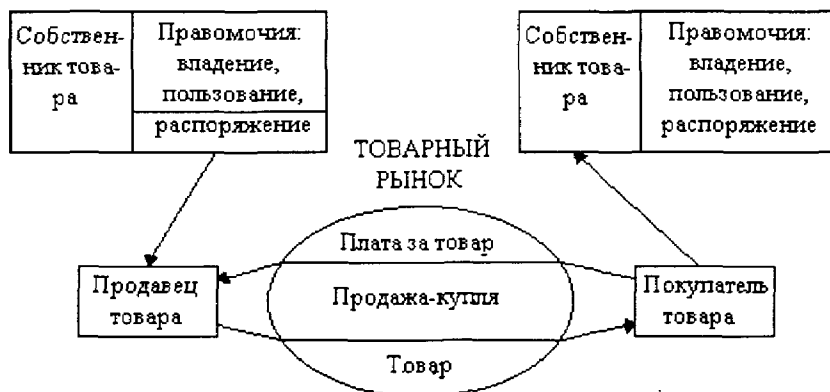 Собствен-
ник това-
ра
Правомочия:
владение,
пользование,
распоряжение
Собствен-
ник това-
ра
Правомочия:
владение,
пользование,
распоряжение
ТОВАРНЫЙ
РЫНОК
Плата за товар
Продавец
товара
Продажа-купля
Покупатель
товара
Товар